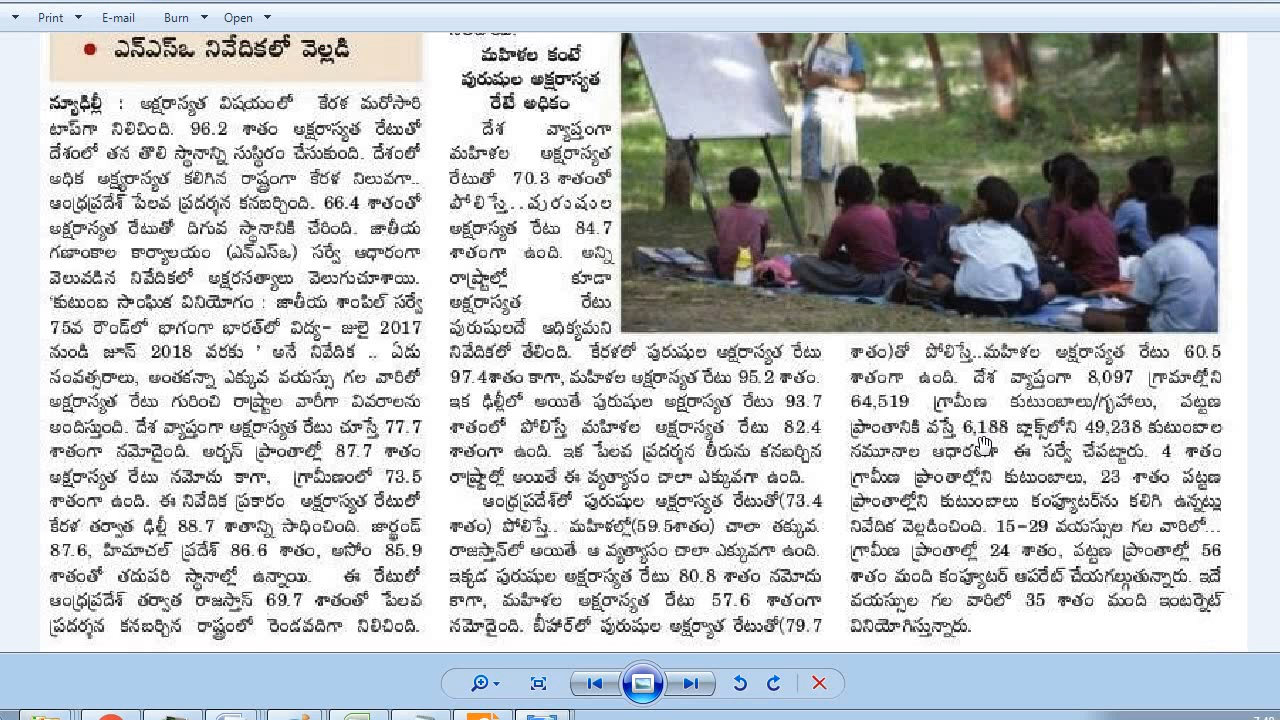 Print
E-mail
Burn
Open
ఎన్ఎస్ఒ నివేదికలో వెల్లడి
న్యూఢిల్లీ : అక్షరాస్యత విషయంలో కేరళ మరోసారి
టాప్‌గా నిలిచింది. 96.2 శాతం అక్షరాస్యత రేటుతో
దేశంలో తన తొలి స్థానాన్ని సుస్థిరం చేసుకుంది. దేశంలో
అధిక అక్షరాస్యత కలిగిన రాష్ట్రంగా కేరళ నిలువగా..
ఆంధ్రప్రదేశ్ పేలవ ప్రదర్శన కనబర్చింది. 66.4 శాతంతో
అక్షరాస్యత రేటుతో దిగువ స్థానానికి చేరింది. జాతీయ
గణాంకాల కార్యాలయం (ఎన్ఎస్ఒ) సర్వే ఆధారంగా
వెలువడిన నివేదికలో అక్షరసత్యాలు వెలుగుచూశాయి.
'కుటుంబ సాంఘిక వినియోగం : జాతీయ శాంపిల్ సర్వే
75వ రౌండ్‌లో భాగంగా భారత్‌లో విద్య- జులై 2017
నుండి జూన్ 2018 వరకు ' అనే నివేదిక .. ఏడు
సంవత్సరాలు, అంతకన్నా ఎక్కువ వయస్సు గల వారిలో
అక్షరాస్యత రేటు గురించి రాష్ట్రాల వారీగా వివరాలను
అందిస్తుంది. దేశ వ్యాప్తంగా అక్షరాస్యత రేటు చూస్తే 77.7
శాతంగా నమోదైంది. అర్బన్ ప్రాంతాల్లో 87.7 శాతం
అక్షరాస్యత రేటు నమోదు కాగా, గ్రామీణంలో 73.5
శాతంగా ఉంది. ఈ నివేదిక ప్రకారం అక్షరాస్యత రేటులో
కేరళ తర్వాత ఢిల్లీ 88.7 శాతాన్ని సాధించింది. జార్ఖండ్
87.6, హిమాచల్ ప్రదేశ్ 86.6 శాతం, అసోం 85.9
శాతంతో తదుపరి స్థానాల్లో ఉన్నాయి. ఈ రేటులో
ఆంధ్రప్రదేశ్ తర్వాత రాజస్తాన్ 69.7 శాతంతో పేలవ
ప్రదర్శన కనబర్చిన రాష్ట్రంలో రెండవదిగా నిలిచింది.
మహిళల కంటే
పురుషుల అక్షరాస్యత
రేటే అధికం
దేశ వ్యాప్తంగా
మహిళల అక్షరాస్యత
రేటుతో 70.3 శాతంతో
పోలిస్తే..పురుషుల
అక్షరాస్యత రేటు 84.7
శాతంగా ఉంది. అన్ని
రాష్ట్రాల్లో కూడా
అక్షరాస్యత రేటు
పురుషులదే ఆధిక్యమని
నివేదికలో తేలింది. కేరళలో పురుషుల అక్షరాస్యత రేటు
97.4శాతం కాగా, మహిళల అక్షరాస్యత రేటు 95.2 శాతం.
ఇక ఢిల్లీలో అయితే పురుషుల అక్షరాస్యత రేటు 93.7
శాతంలో పోలిస్తే మహిళల అక్షరాస్యత రేటు 82.4
శాతంగా ఉంది. ఇక పేలవ ప్రదర్శన తీరును కనబర్చిన
రాష్ట్రాల్లో అయితే ఈ వ్యత్యాసం చాలా ఎక్కువగా ఉంది.
ఆంధ్రప్రదేశ్‌లో పురుషుల అక్షరాస్యత రేటుతో(73.4
శాతం) పోలిస్తే.. మహిళల్లో(59.5శాతం) చాలా తక్కువ.
రాజస్తాన్‌లో అయితే ఆ వ్యత్యాసం చాలా ఎక్కువగా ఉంది.
ఇక్కడ పురుషుల అక్షరాస్యత రేటు 80.8 శాతం నమోదు
కాగా, మహిళల అక్షరాస్యత రేటు 57.6 శాతంగా
నమోదైంది. బీహార్‌లో పురుషుల అక్షర్యాత రేటుతో(79.7
శాతం)తో పోలిస్తే..మహిళల అక్షరాస్యత రేటు 60.5
శాతంగా ఉంది. దేశ వ్యాప్తంగా 8,097 గ్రామాల్లోని
64,519 గ్రామీణ కుటుంబాలు/గృహాలు, పట్టణ
ప్రాంతానికి వస్తే 6,188 బ్లాక్స్‌లోని 49,238 కుటుంబాల
నమూనాల ఆధారంగా ఈ సర్వే చేపట్టారు. 4 శాతం
గ్రామీణ ప్రాంతాల్లోని కుటుంబాలు, 23 శాతం పట్టణ
ప్రాంతాల్లోని కుటుంబాలు కంప్యూటర్‌ను కలిగి ఉన్నట్లు
నివేదిక వెల్లడించింది. 15-29 వయస్సుల గల వారిలో...
గ్రామీణ ప్రాంతాల్లో 24 శాతం, పట్టణ ప్రాంతాల్లో 56
శాతం మంది కంప్యూటర్ ఆపరేట్ చేయగల్గుతున్నారు. ఇదే
వయస్సుల గల వారిలో 35 శాతం మంది ఇంటర్నెట్
వినియోగిస్తున్నారు.